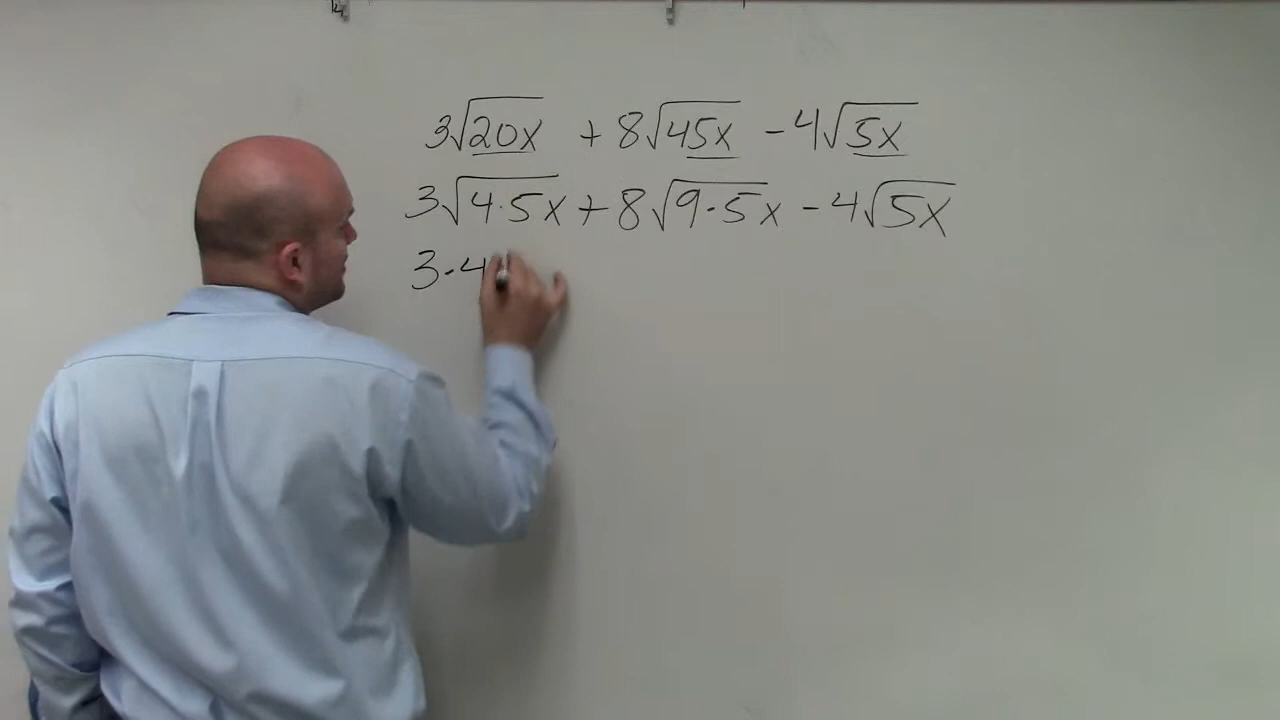 3√20x + 8√45x - 4√5x
3√4·5x + 8√9·5x - 4√5x
3·4